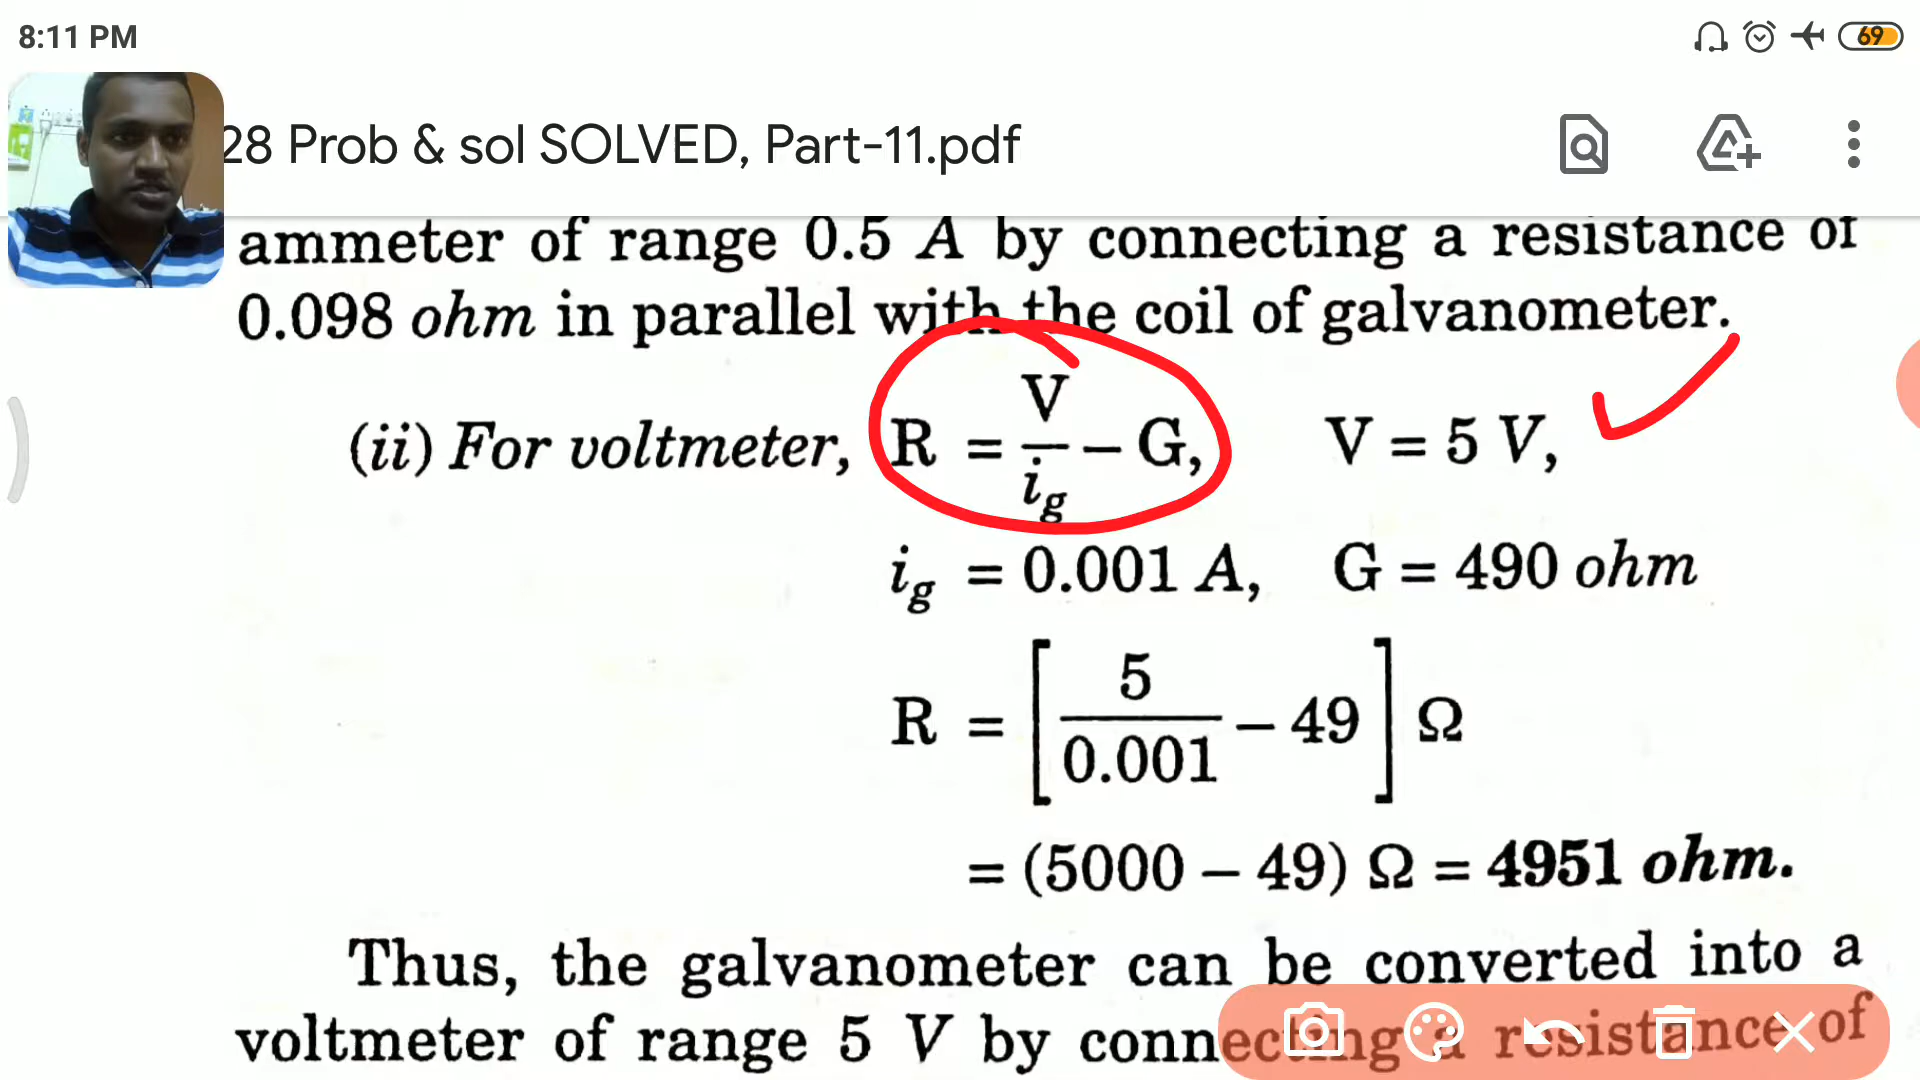 8:11 PM
69
28 Prob & sol SOLVED, Part-11.pdf
ammeter of range 0.5 A by connecting a resistance of
0.098 ohm in parallel with the coil of galvanometer.
(ii) For voltmeter, R = V/i_g – G, V = 5 V,
i_g = 0.001 A, G = 490 ohm
R = [5/0.001 – 49] Ω
= (5000 – 49) Ω = 4951 ohm.
Thus, the galvanometer can be converted into a
voltmeter of range 5 V by connecting a resistance of